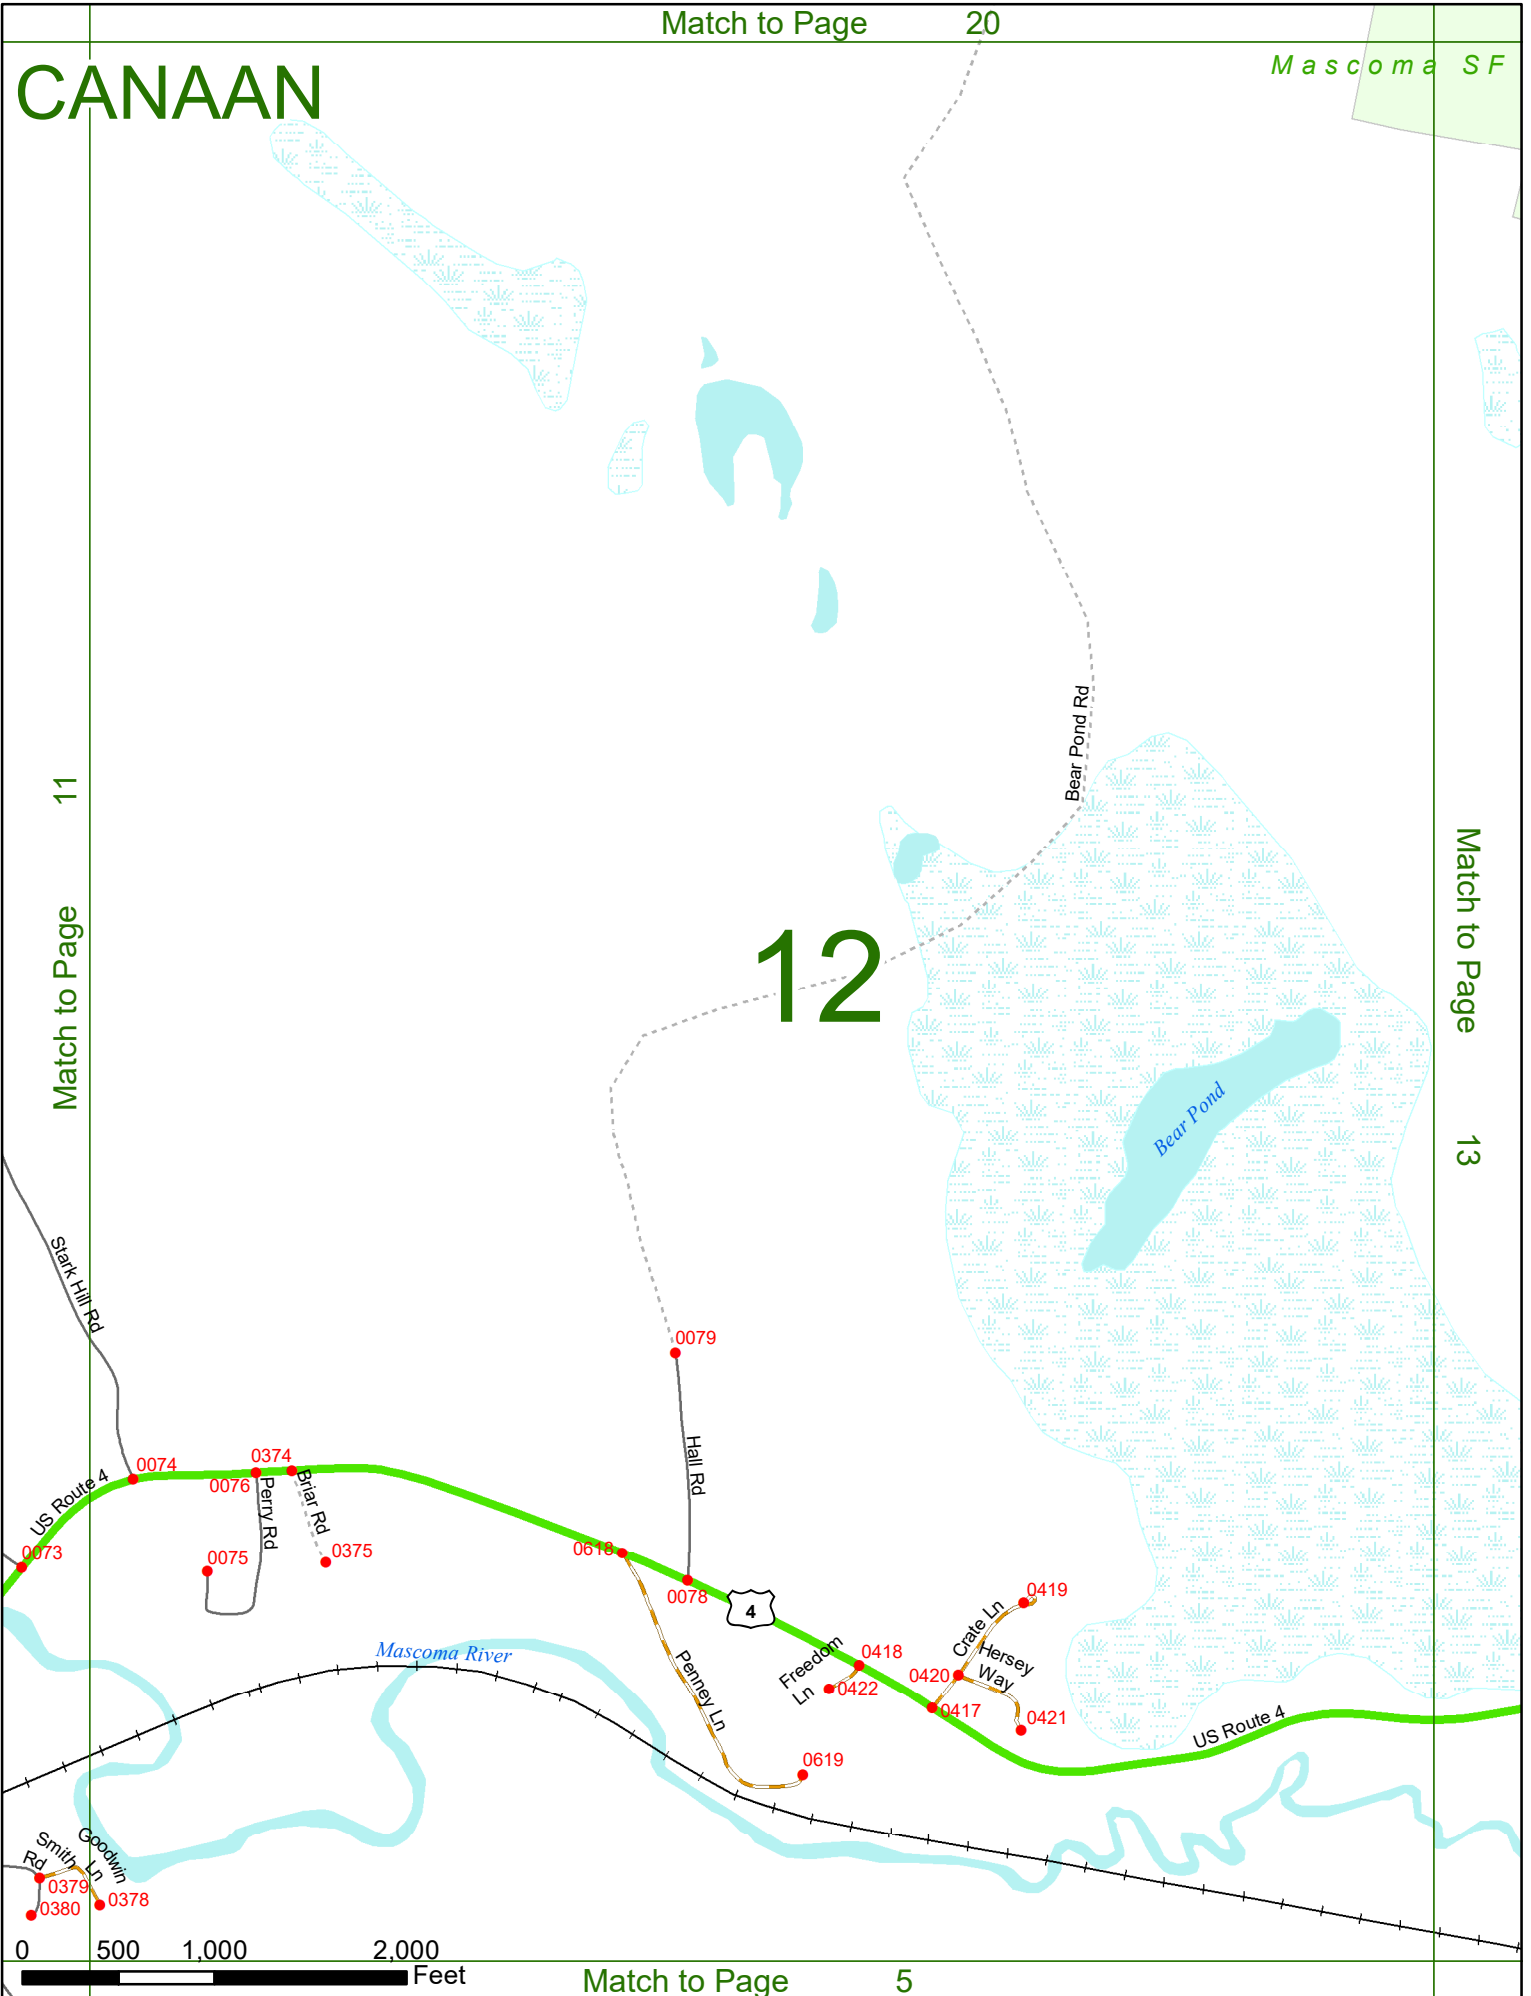 Match to Page 20
CANAAN
Mascoma SF
Bear Pond Rd
11
Match to Page
Match to Page
13
12
Bear Pond
Stark Hill Rd
0079
Hall Rd
0074
0374
0076
US Route 4
Perry Rd
Briar Rd
0073
0075
0375
0618
0078
4
0419
Crate Ln
Hersey
Way
Freedom
Ln
0418
0420
0422
0417
0421
Mascoma River
Penney Ln
US Route 4
0619
Smith
Rd
Goodwin
Ln
0379
0378
0380
0 500 1,000 2,000
Feet
Match to Page 5